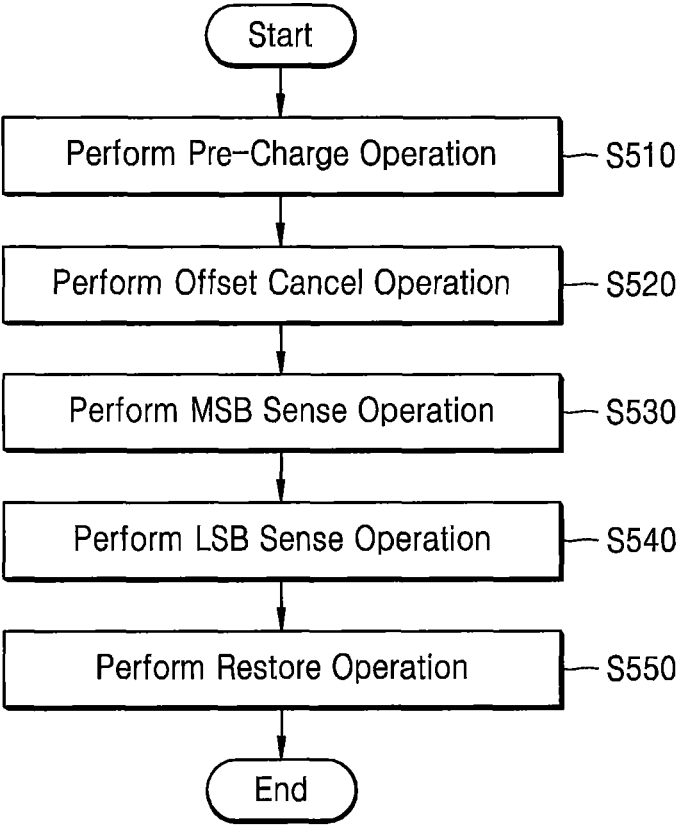 Start
Perform Pre-Charge Operation
S510
Perform Offset Cancel Operation
S520
Perform MSB Sense Operation
S530
Perform LSB Sense Operation
S540
Perform Restore Operation
S550
End